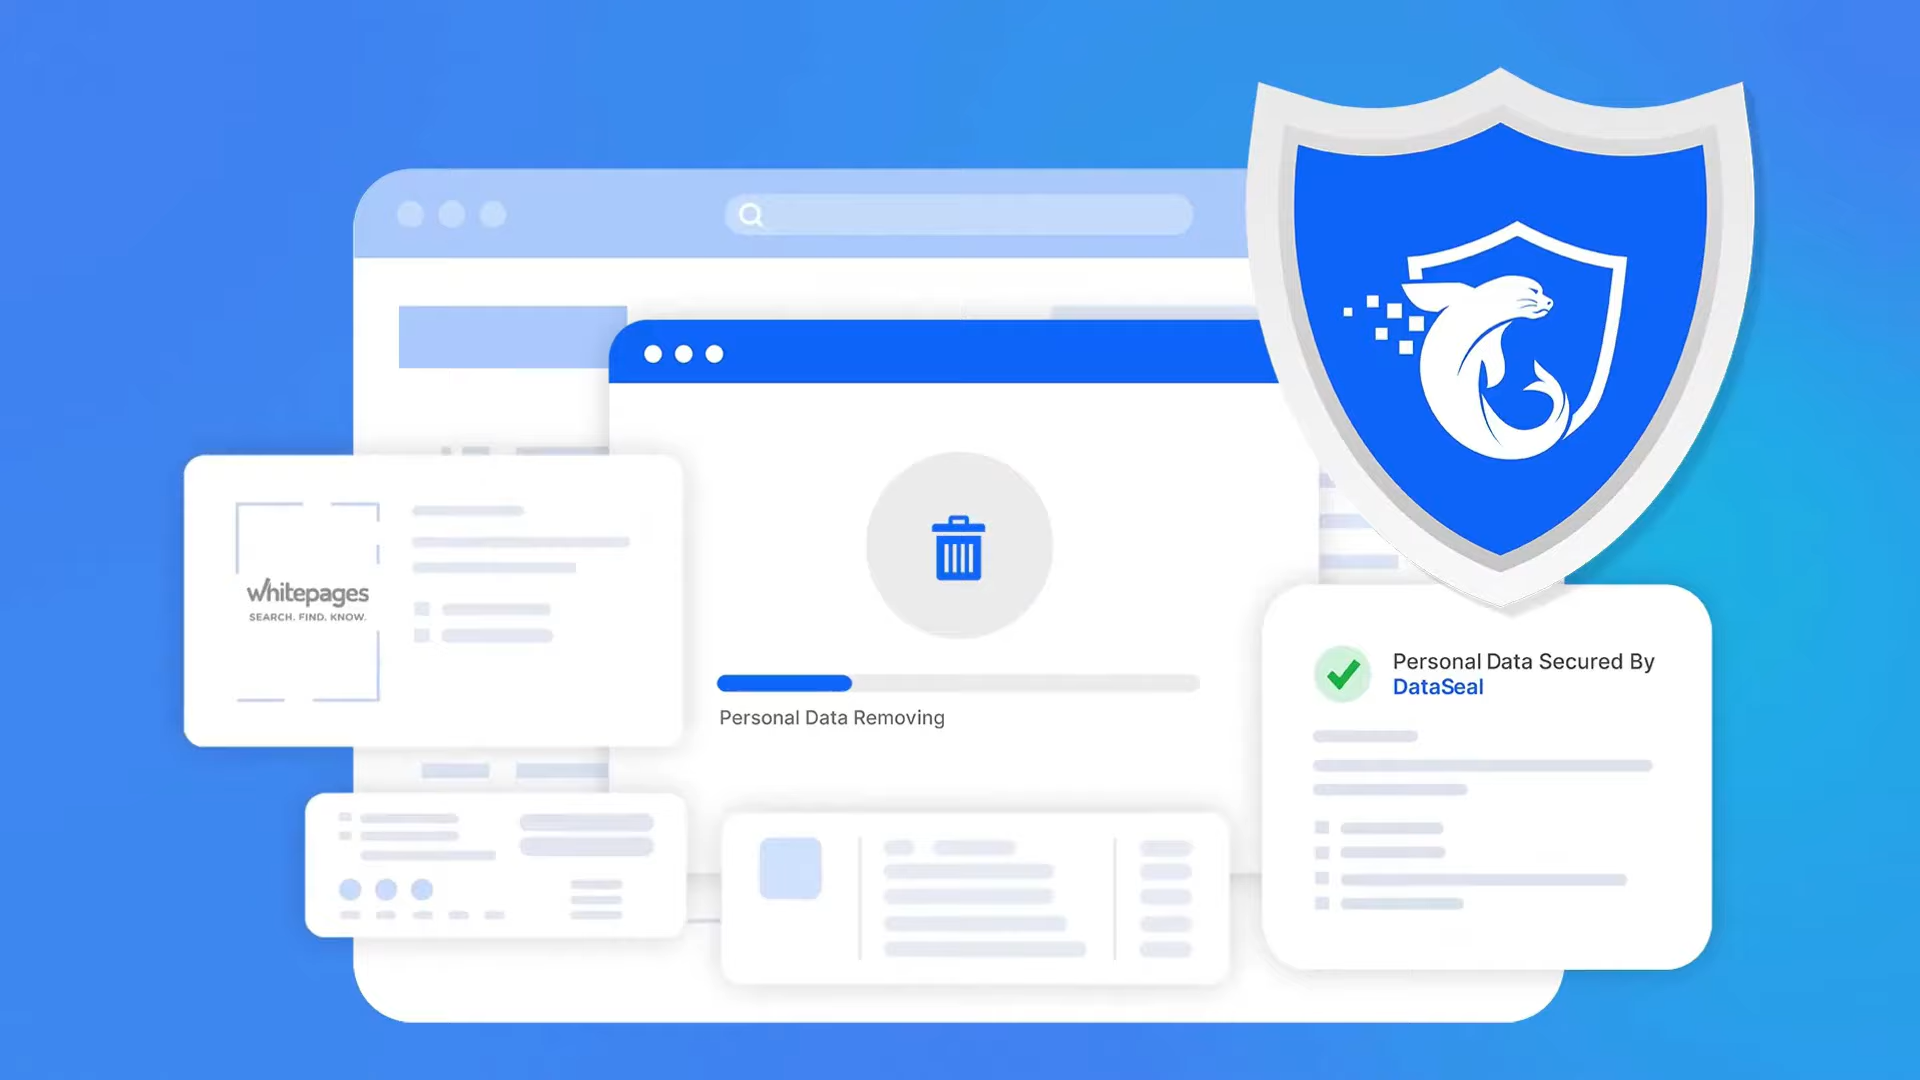 whitepages
SEARCH. FIND. KNOW.
Personal Data Removing
Personal Data Secured By
DataSeal